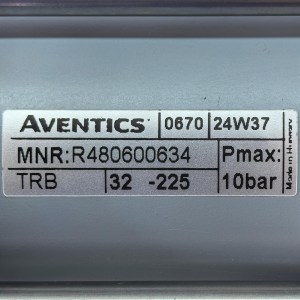 AVENTICS® 0670 24W37
MNR:R480600634 Pmax:
TRB 32 -225 10bar
Made in Hungary